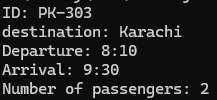 ID: PK-303
destination: Karachi
Departure: 8:10
Arrival: 9:30
Number of passengers: 2